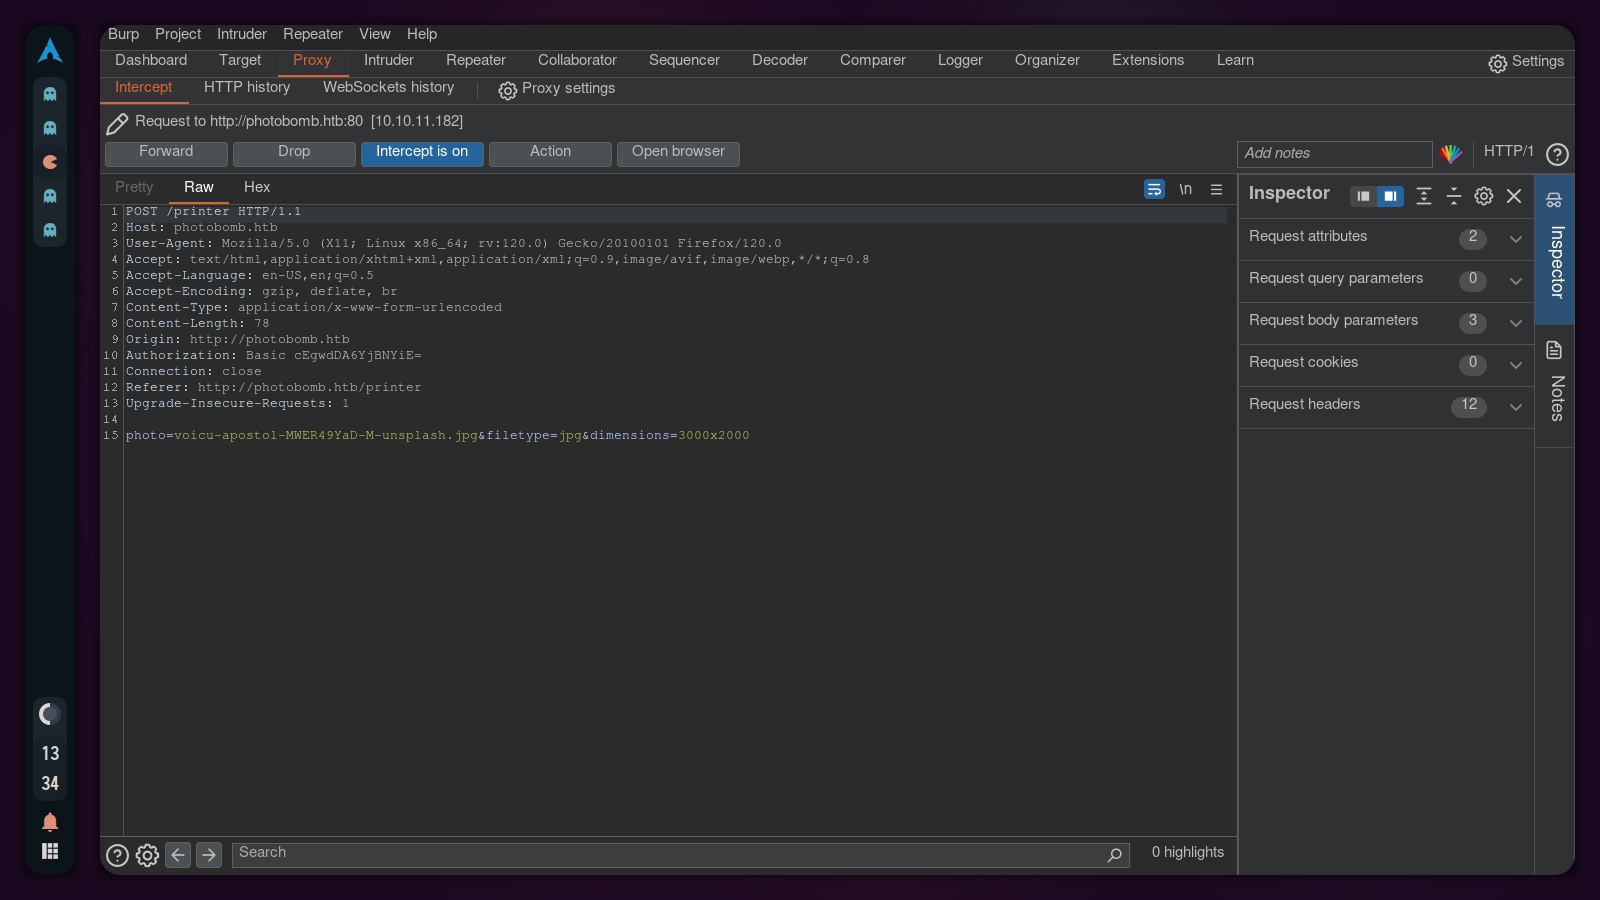 Burp Project Intruder Repeater View Help
Dashboard Target Proxy Intruder Repeater Collaborator Sequencer Decoder Comparer Logger Organizer Extensions Learn Settings
Intercept HTTP history WebSockets history Proxy settings
Request to http://photobomb.htb:80 [10.10.11.182]
Forward Drop Intercept is on Action Open browser Add notes HTTP/1
Pretty Raw Hex \n
1 POST /printer HTTP/1.1
2 Host: photobomb.htb
3 User-Agent: Mozilla/5.0 (X11; Linux x86_64; rv:120.0) Gecko/20100101 Firefox/120.0
4 Accept: text/html,application/xhtml+xml,application/xml;q=0.9,image/avif,image/webp,*/*;q=0.8
5 Accept-Language: en-US,en;q=0.5
6 Accept-Encoding: gzip, deflate, br
7 Content-Type: application/x-www-form-urlencoded
8 Content-Length: 78
9 Origin: http://photobomb.htb
10 Authorization: Basic cEgwdDA6YjBNYiE=
11 Connection: close
12 Referer: http://photobomb.htb/printer
13 Upgrade-Insecure-Requests: 1
14
15 photo=voicu-apostol-MWER49YaD-M-unsplash.jpg&filetype=jpg&dimensions=3000x2000
Inspector
Request attributes 2
Request query parameters 0
Request body parameters 3
Request cookies 0
Request headers 12
Inspector
Notes
13
34
Search 0 highlights